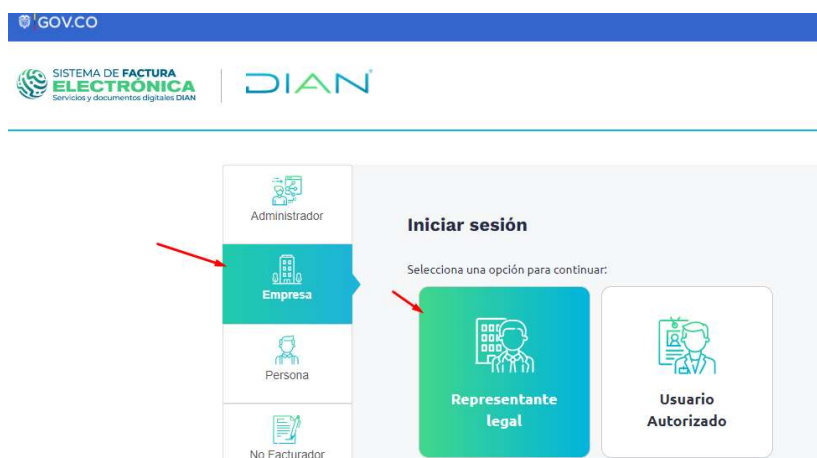 GOV.CO
SISTEMA DE FACTURA
ELECTRÓNICA
Servicios y documentos digitales DIAN
DIAN
Administrador
Empresa
Persona
No Facturador
Iniciar sesión
Selecciona una opción para continuar:
Representante
legal
Usuario
Autorizado